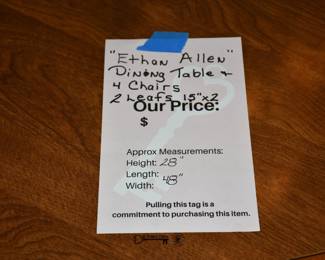 "Ethan Allen"
Dining Table +
4 Chairs
2 Leafs 15"x2
Our Price:
$
Approx Measurements:
Height: 28"
Length:
Width: 48"
Pulling this tag is a
commitment to purchasing this item.